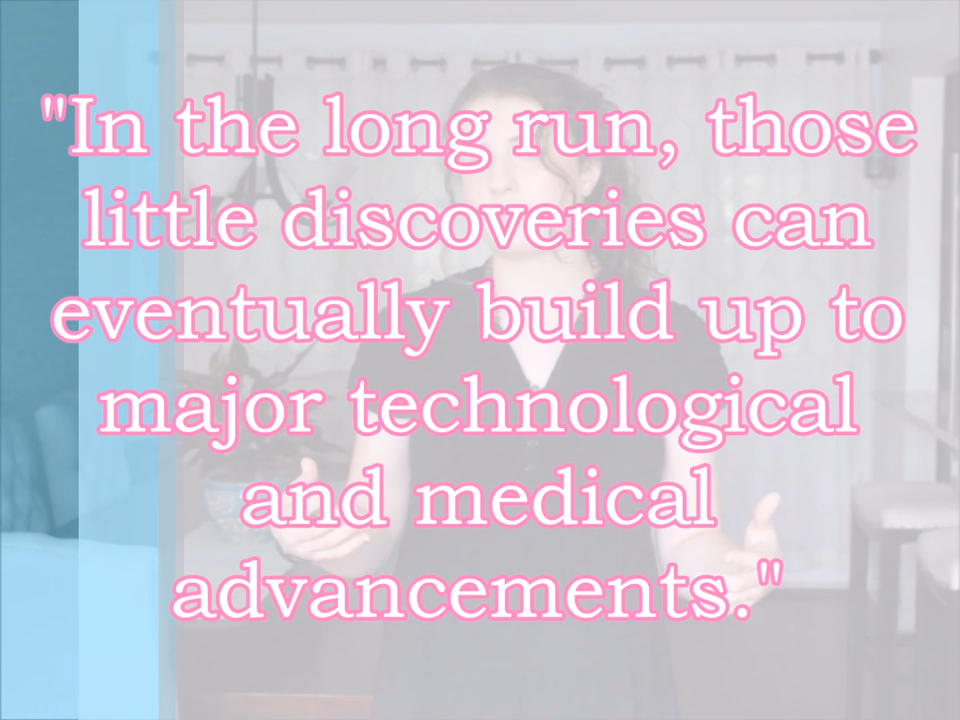 "In the long run, those
little discoveries can
eventually build up to
major technological
and medical
advancements."